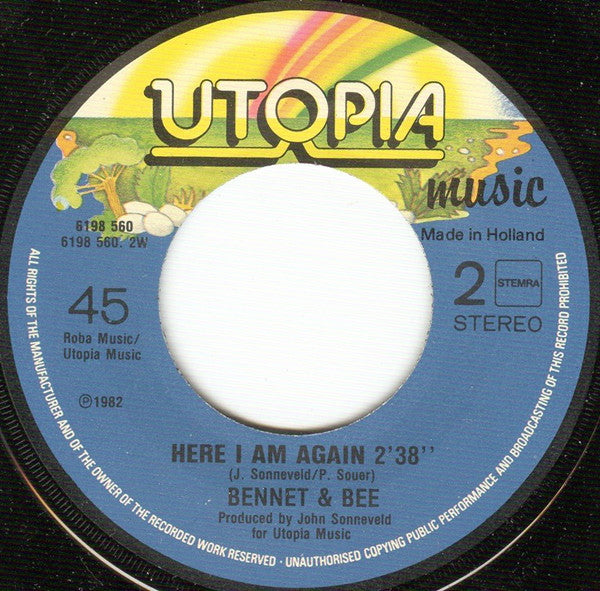 UTOPIA
music
6198 560
6198 560. 2W
Made in Holland
45
2
STEMRA
STEREO
Roba Music/
Utopia Music
℗1982
HERE I AM AGAIN 2'38''
(J. Sonneveld/P. Souer)
BENNET & BEE
Produced by John Sonneveld
for Utopia Music
ALL RIGHTS OF THE MANUFACTURER AND OF THE OWNER OF THE RECORDED WORK RESERVED - UNAUTHORISED COPYING PUBLIC PERFORMANCE AND BROADCASTING OF THIS RECORD PROHIBITED